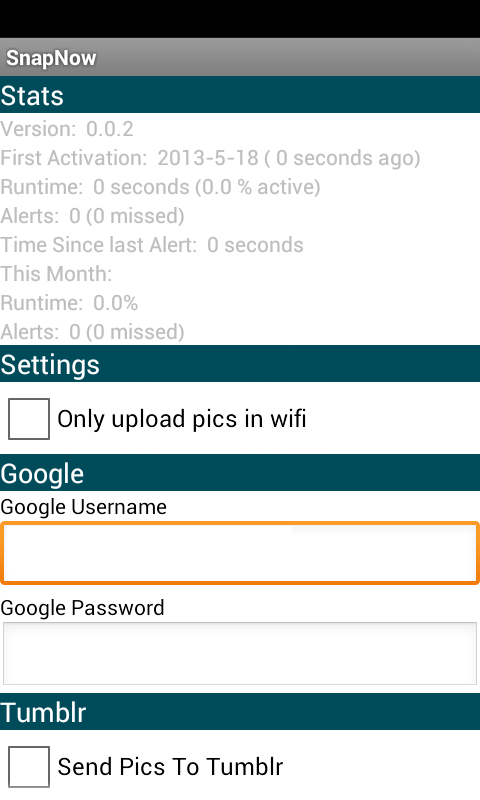 SnapNow
Stats
Version: 0.0.2
First Activation: 2013-5-18 ( 0 seconds ago)
Runtime: 0 seconds (0.0 % active)
Alerts: 0 (0 missed)
Time Since last Alert: 0 seconds
This Month:
Runtime: 0.0%
Alerts: 0 (0 missed)
Settings
Only upload pics in wifi
Google
Google Username
Google Password
Tumblr
Send Pics To Tumblr